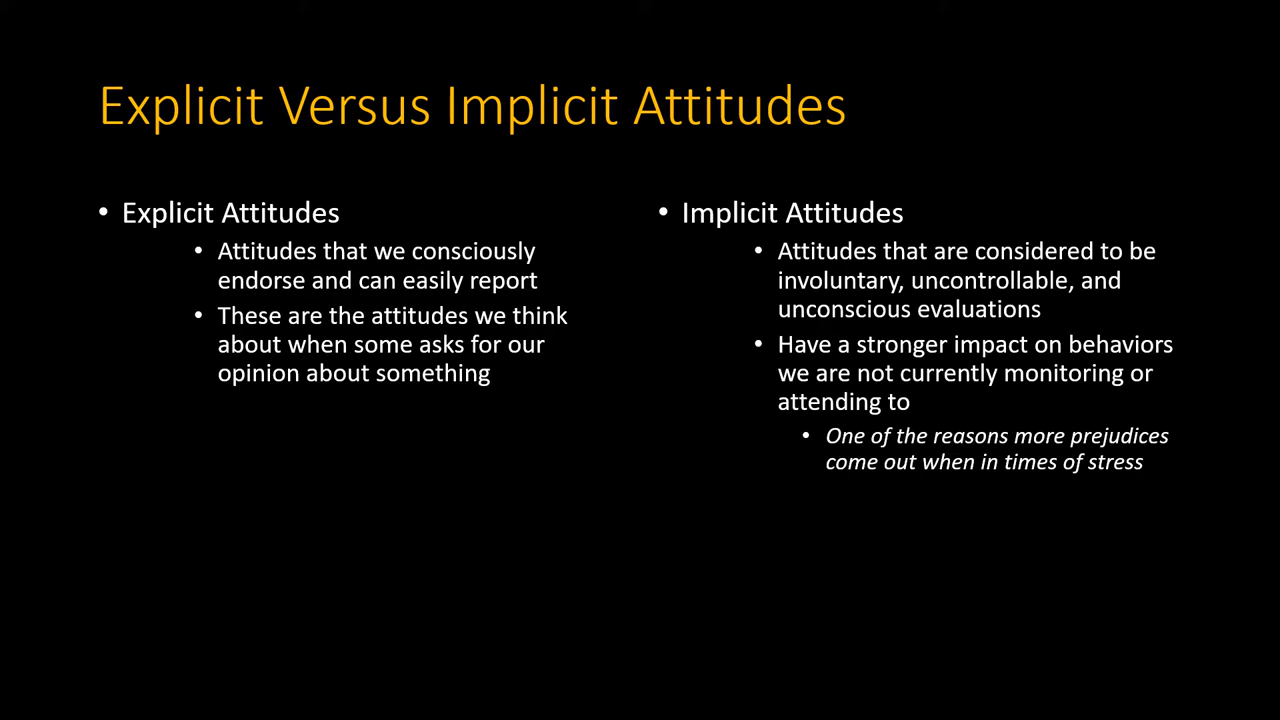 Explicit Versus Implicit Attitudes
• Explicit Attitudes
• Attitudes that we consciously
endorse and can easily report
• These are the attitudes we think
about when some asks for our
opinion about something
• Implicit Attitudes
• Attitudes that are considered to be
involuntary, uncontrollable, and
unconscious evaluations
• Have a stronger impact on behaviors
we are not currently monitoring or
attending to
• One of the reasons more prejudices
come out when in times of stress